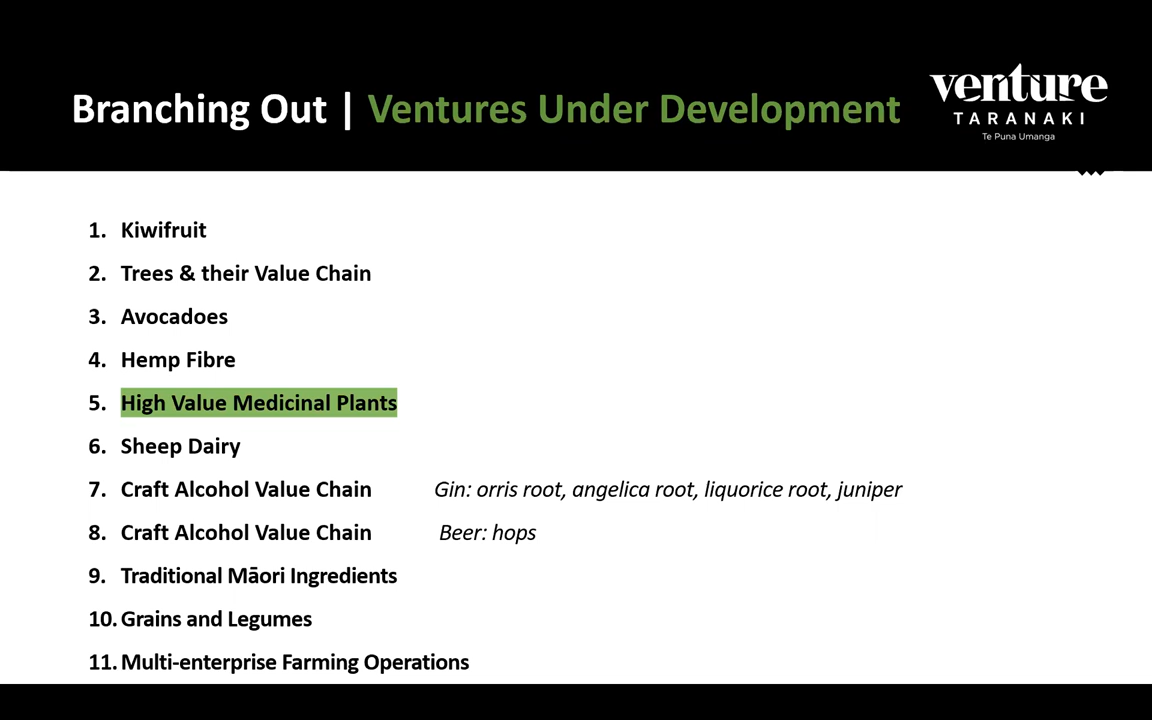 Branching Out | Ventures Under Development
venture
TARANAKI
Te Puna Umanga
1. Kiwifruit
2. Trees & their Value Chain
3. Avocadoes
4. Hemp Fibre
5. High Value Medicinal Plants
6. Sheep Dairy
7. Craft Alcohol Value Chain Gin: orris root, angelica root, liquorice root, juniper
8. Craft Alcohol Value Chain Beer: hops
9. Traditional Māori Ingredients
10. Grains and Legumes
11. Multi-enterprise Farming Operations